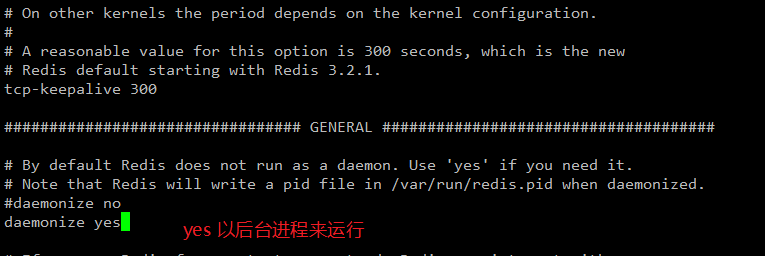 # On other kernels the period depends on the kernel configuration.
#
# A reasonable value for this option is 300 seconds, which is the new
# Redis default starting with Redis 3.2.1.
tcp-keepalive 300
################################# GENERAL #####################################
# By default Redis does not run as a daemon. Use 'yes' if you need it.
# Note that Redis will write a pid file in /var/run/redis.pid when daemonized.
#daemonize no
daemonize yes
yes 以后台进程来运行